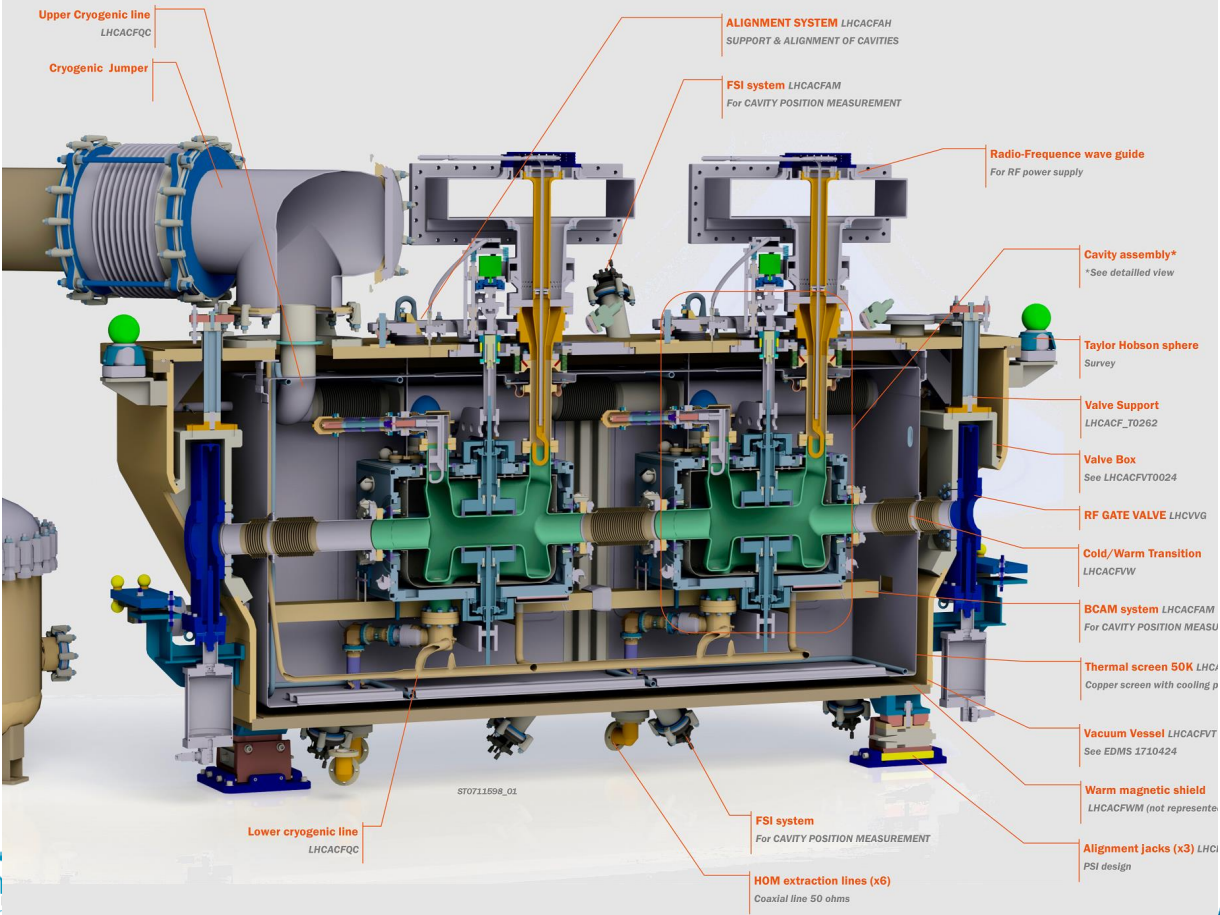 Upper Cryogenic line
LHCACFQC
Cryogenic Jumper
ALIGNMENT SYSTEM LHCACFAH
SUPPORT & ALIGNMENT OF CAVITIES
FSI system LHCACFAM
For CAVITY POSITION MEASUREMENT
Radio-Frequence wave guide
For RF power supply
Cavity assembly*
*See detailled view
Taylor Hobson sphere
Survey
Valve Support
LHCACF_T0262
Valve Box
See LHCACFVT0024
RF GATE VALVE LHCVVG
Cold/Warm Transition
LHCACFVW
BCAM system LHCACFAM
For CAVITY POSITION MEASU
Thermal screen 50K LHCA
Copper screen with cooling p
Vacuum Vessel LHCACFVT
See EDMS 1710424
Warm magnetic shield
LHCACFWM (not represente
Alignment jacks (x3) LHC
PSI design
ST0711598_01
Lower cryogenic line
LHCACFQC
FSI system
For CAVITY POSITION MEASUREMENT
HOM extraction lines (x6)
Coaxial line 50 ohms